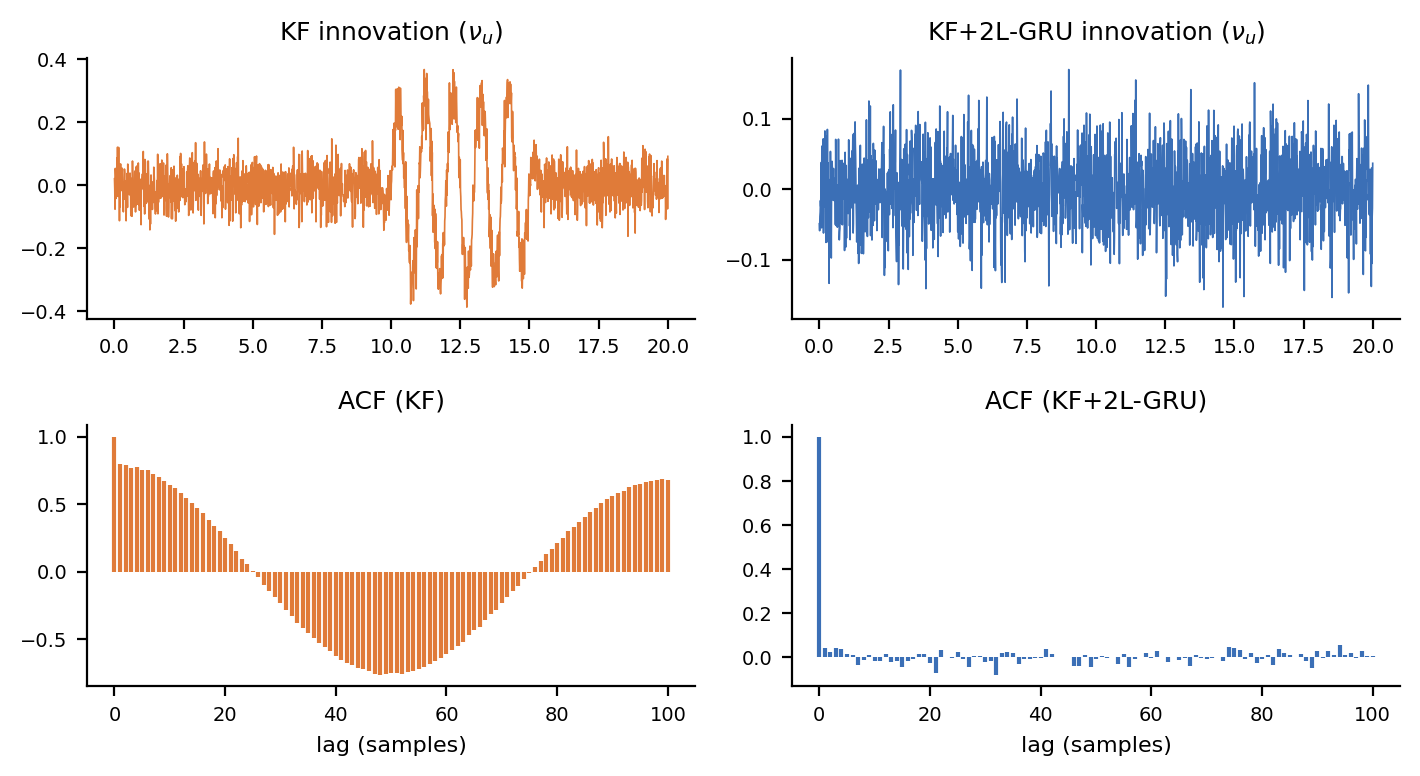 KF innovation (νᵤ)
0.4
0.2
0.0
−0.2
−0.4
0.0 2.5 5.0 7.5 10.0 12.5 15.0 17.5 20.0
KF+2L-GRU innovation (νᵤ)
0.1
0.0
−0.1
0.0 2.5 5.0 7.5 10.0 12.5 15.0 17.5 20.0
ACF (KF)
1.0
0.5
0.0
−0.5
0 20 40 60 80 100
lag (samples)
ACF (KF+2L-GRU)
1.0
0.8
0.6
0.4
0.2
0.0
0 20 40 60 80 100
lag (samples)